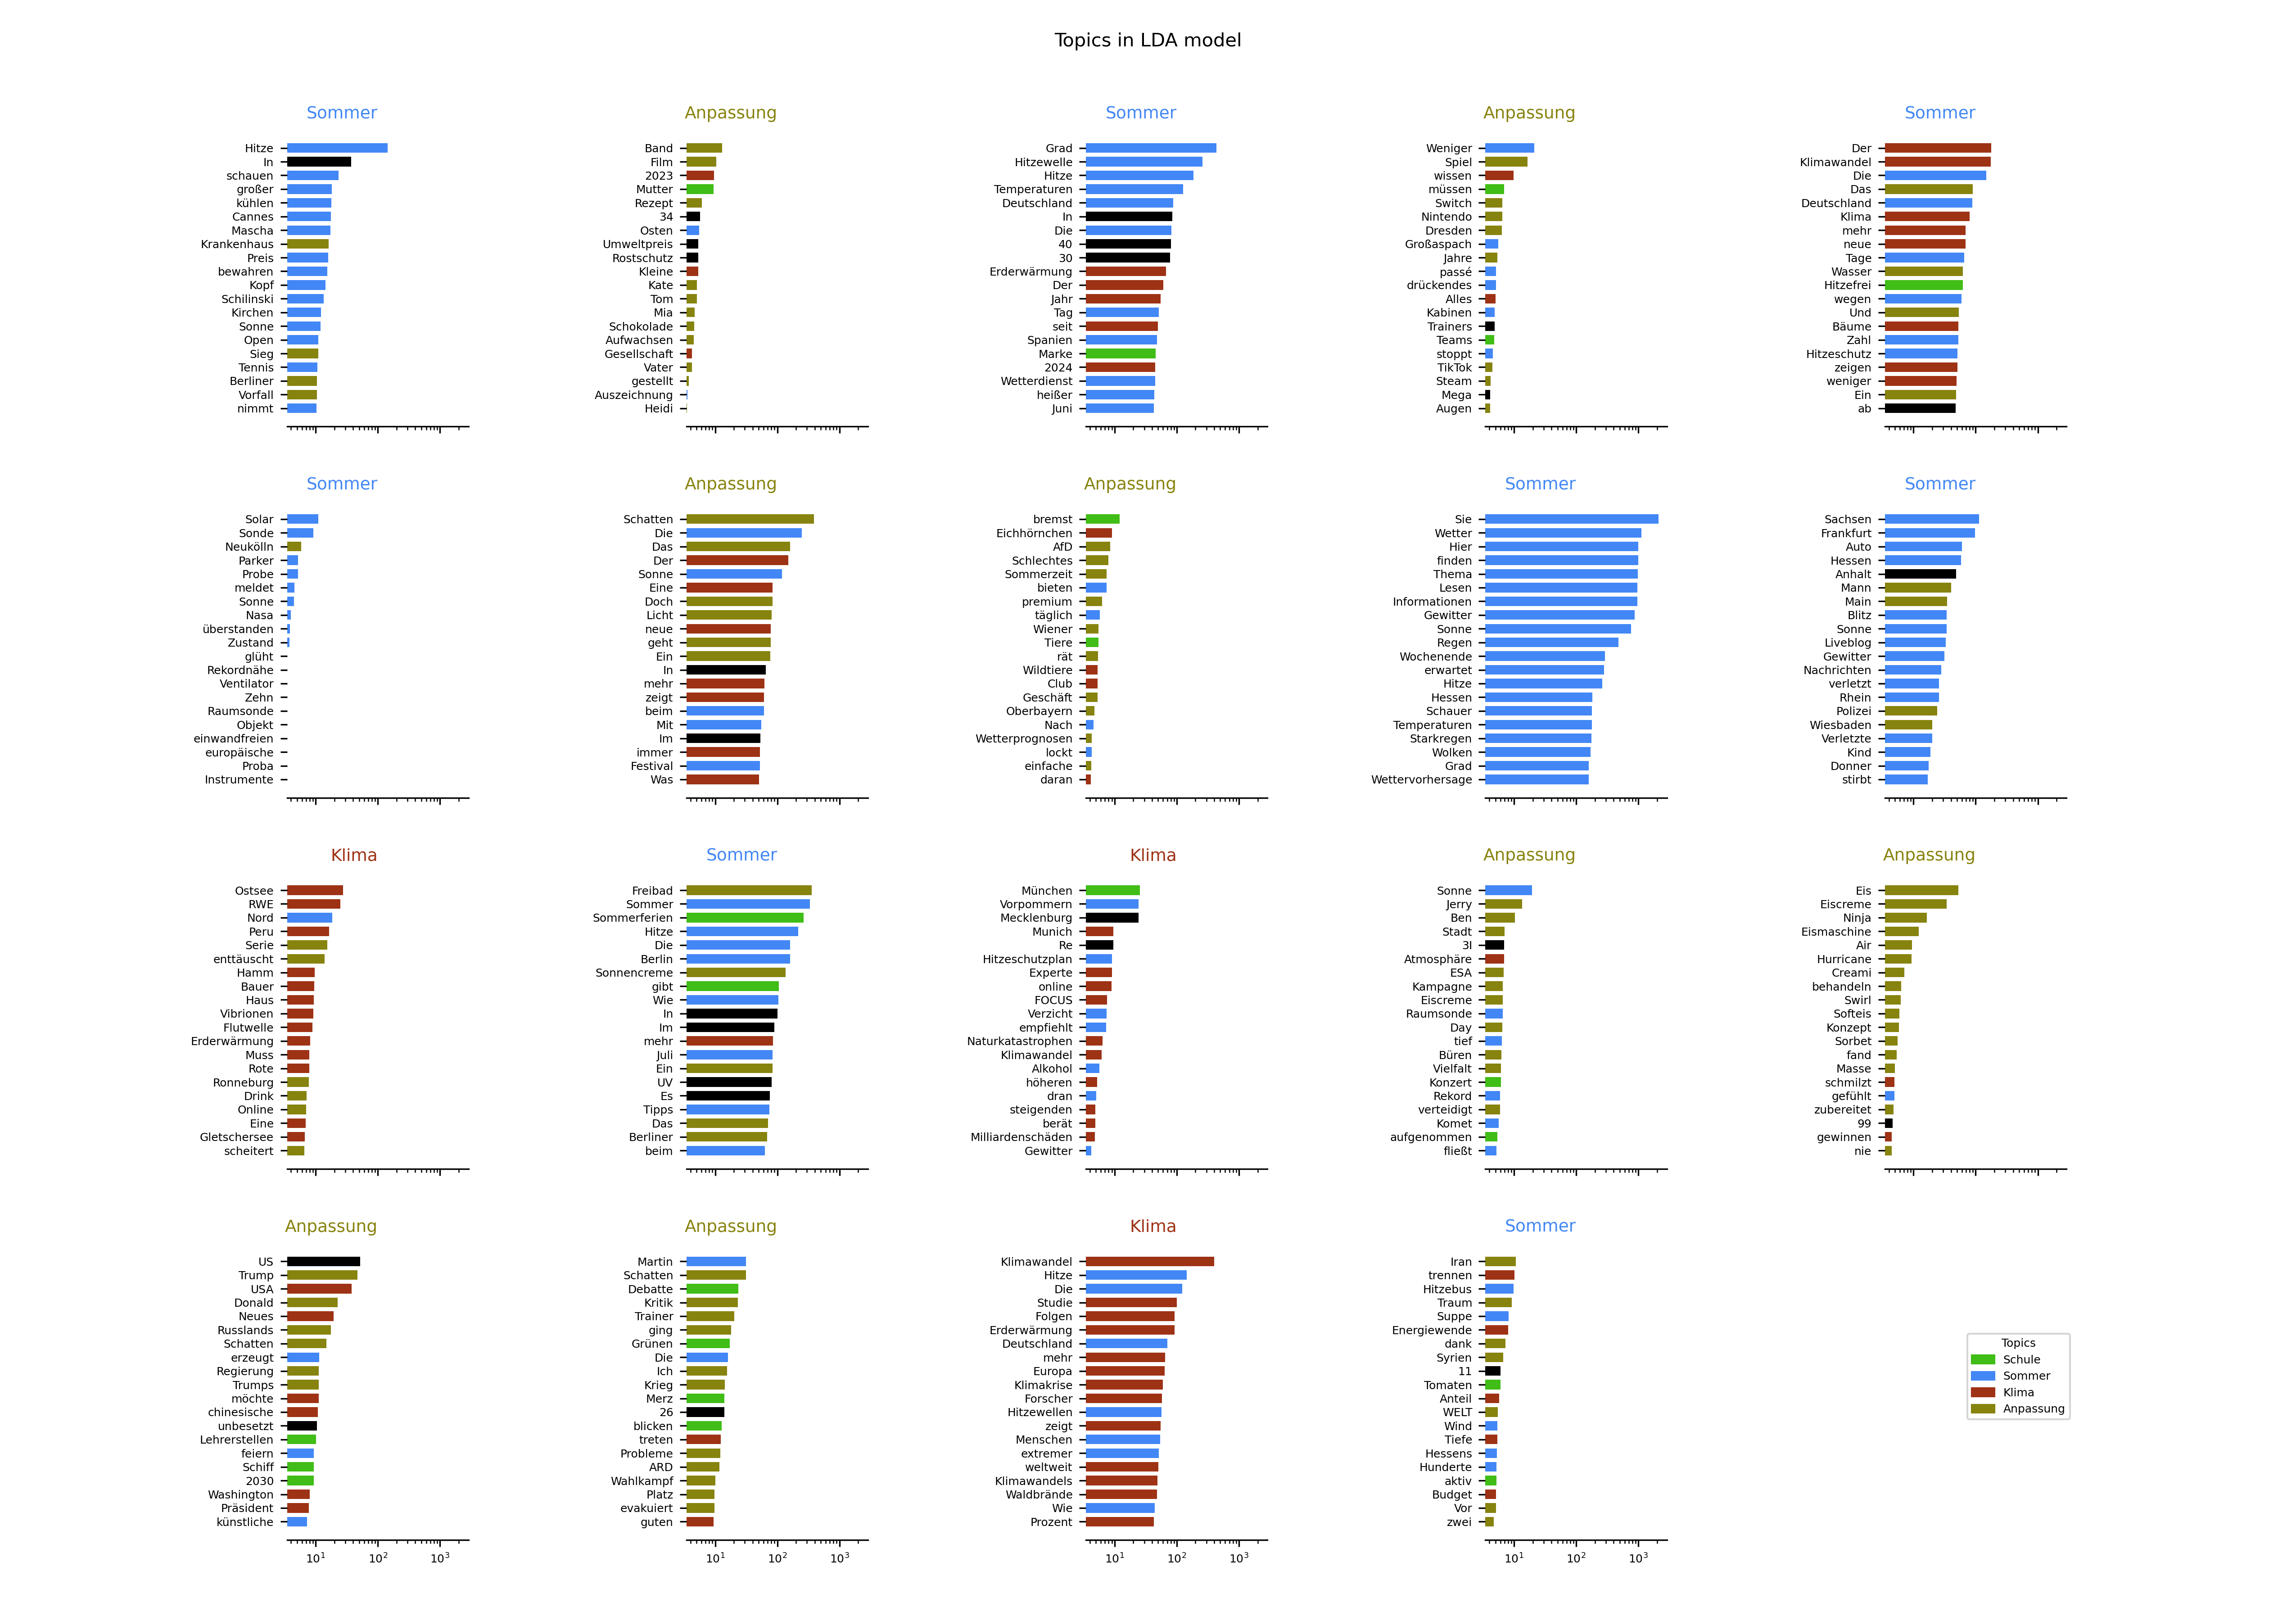 Topics in LDA model
Sommer
Hitze
In
schauen
großer
kühlen
Cannes
Mascha
Krankenhaus
Preis
bewahren
Kopf
Schilinski
Kirchen
Sonne
Open
Sieg
Tennis
Berliner
Vorfall
nimmt
Anpassung
Band
Film
2023
Mutter
Rezept
34
Osten
Umweltpreis
Rostschutz
Kleine
Kate
Tom
Mia
Schokolade
Aufwachsen
Gesellschaft
Vater
gestellt
Auszeichnung
Heidi
Sommer
Grad
Hitzewelle
Hitze
Temperaturen
Deutschland
In
Die
40
30
Erderwärmung
Der
Jahr
Tag
seit
Spanien
Marke
2024
Wetterdienst
heißer
Juni
Anpassung
Weniger
Spiel
wissen
müssen
Switch
Nintendo
Dresden
Großaspach
Jahre
passé
drückendes
Alles
Kabinen
Trainers
Teams
stoppt
TikTok
Steam
Mega
Augen
Sommer
Der
Klimawandel
Die
Das
Deutschland
Klima
mehr
neue
Tage
Wasser
Hitzefrei
wegen
Und
Bäume
Zahl
Hitzeschutz
zeigen
weniger
Ein
ab
Sommer
Solar
Sonde
Neukölln
Parker
Probe
meldet
Sonne
Nasa
überstanden
Zustand
glüht
Rekordnähe
Ventilator
Zehn
Raumsonde
Objekt
einwandfreien
europäische
Proba
Instrumente
Anpassung
Schatten
Die
Das
Der
Sonne
Eine
Doch
Licht
neue
geht
Ein
In
mehr
zeigt
beim
Mit
Im
immer
Festival
Was
Anpassung
bremst
Eichhörnchen
AfD
Schlechtes
Sommerzeit
bieten
premium
täglich
Wiener
Tiere
rät
Wildtiere
Club
Geschäft
Oberbayern
Nach
Wetterprognosen
lockt
einfache
daran
Sommer
Sie
Wetter
Hier
finden
Thema
Lesen
Informationen
Gewitter
Sonne
Regen
Wochenende
erwartet
Hitze
Hessen
Schauer
Temperaturen
Starkregen
Wolken
Grad
Wettervorhersage
Sommer
Sachsen
Frankfurt
Auto
Hessen
Anhalt
Mann
Main
Blitz
Sonne
Liveblog
Gewitter
Nachrichten
verletzt
Rhein
Polizei
Wiesbaden
Verletzte
Kind
Donner
stirbt
Klima
Ostsee
RWE
Nord
Peru
Serie
enttäuscht
Hamm
Bauer
Haus
Vibrionen
Flutwelle
Erderwärmung
Muss
Rote
Ronneburg
Drink
Online
Eine
Gletschersee
scheitert
Sommer
Freibad
Sommer
Sommerferien
Hitze
Die
Berlin
Sonnencreme
gibt
Wie
In
Im
mehr
Juli
Ein
UV
Es
Tipps
Das
Berliner
beim
Klima
München
Vorpommern
Mecklenburg
Munich
Re
Hitzeschutzplan
Experte
online
FOCUS
Verzicht
empfiehlt
Naturkatastrophen
Klimawandel
Alkohol
höheren
dran
steigenden
berät
Milliardenschäden
Gewitter
Anpassung
Sonne
Jerry
Ben
Stadt
3I
Atmosphäre
ESA
Kampagne
Eiscreme
Raumsonde
Day
tief
Büren
Vielfalt
Konzert
Rekord
verteidigt
Komet
aufgenommen
fließt
Anpassung
Eis
Eiscreme
Ninja
Eismaschine
Air
Hurricane
Creami
behandeln
Swirl
Softeis
Konzept
Sorbet
fand
Masse
schmilzt
gefühlt
zubereitet
99
gewinnen
nie
Anpassung
US
Trump
USA
Donald
Neues
Russlands
Schatten
erzeugt
Regierung
Trumps
möchte
chinesische
unbesetzt
Lehrerstellen
feiern
Schiff
2030
Washington
Präsident
künstliche
10¹ 10² 10³
Anpassung
Martin
Schatten
Debatte
Kritik
Trainer
ging
Grünen
Die
Ich
Krieg
Merz
26
blicken
treten
Probleme
ARD
Wahlkampf
Platz
evakuiert
guten
10¹ 10² 10³
Klima
Klimawandel
Hitze
Die
Studie
Folgen
Erderwärmung
Deutschland
mehr
Europa
Klimakrise
Forscher
Hitzewellen
zeigt
Menschen
extremer
weltweit
Klimawandels
Waldbrände
Wie
Prozent
10¹ 10² 10³
Sommer
Iran
trennen
Hitzebus
Traum
Suppe
Energiewende
dank
Syrien
11
Tomaten
Anteil
WELT
Wind
Tiefe
Hessens
Hunderte
aktiv
Budget
Vor
zwei
10¹ 10² 10³
Topics
Schule
Sommer
Klima
Anpassung